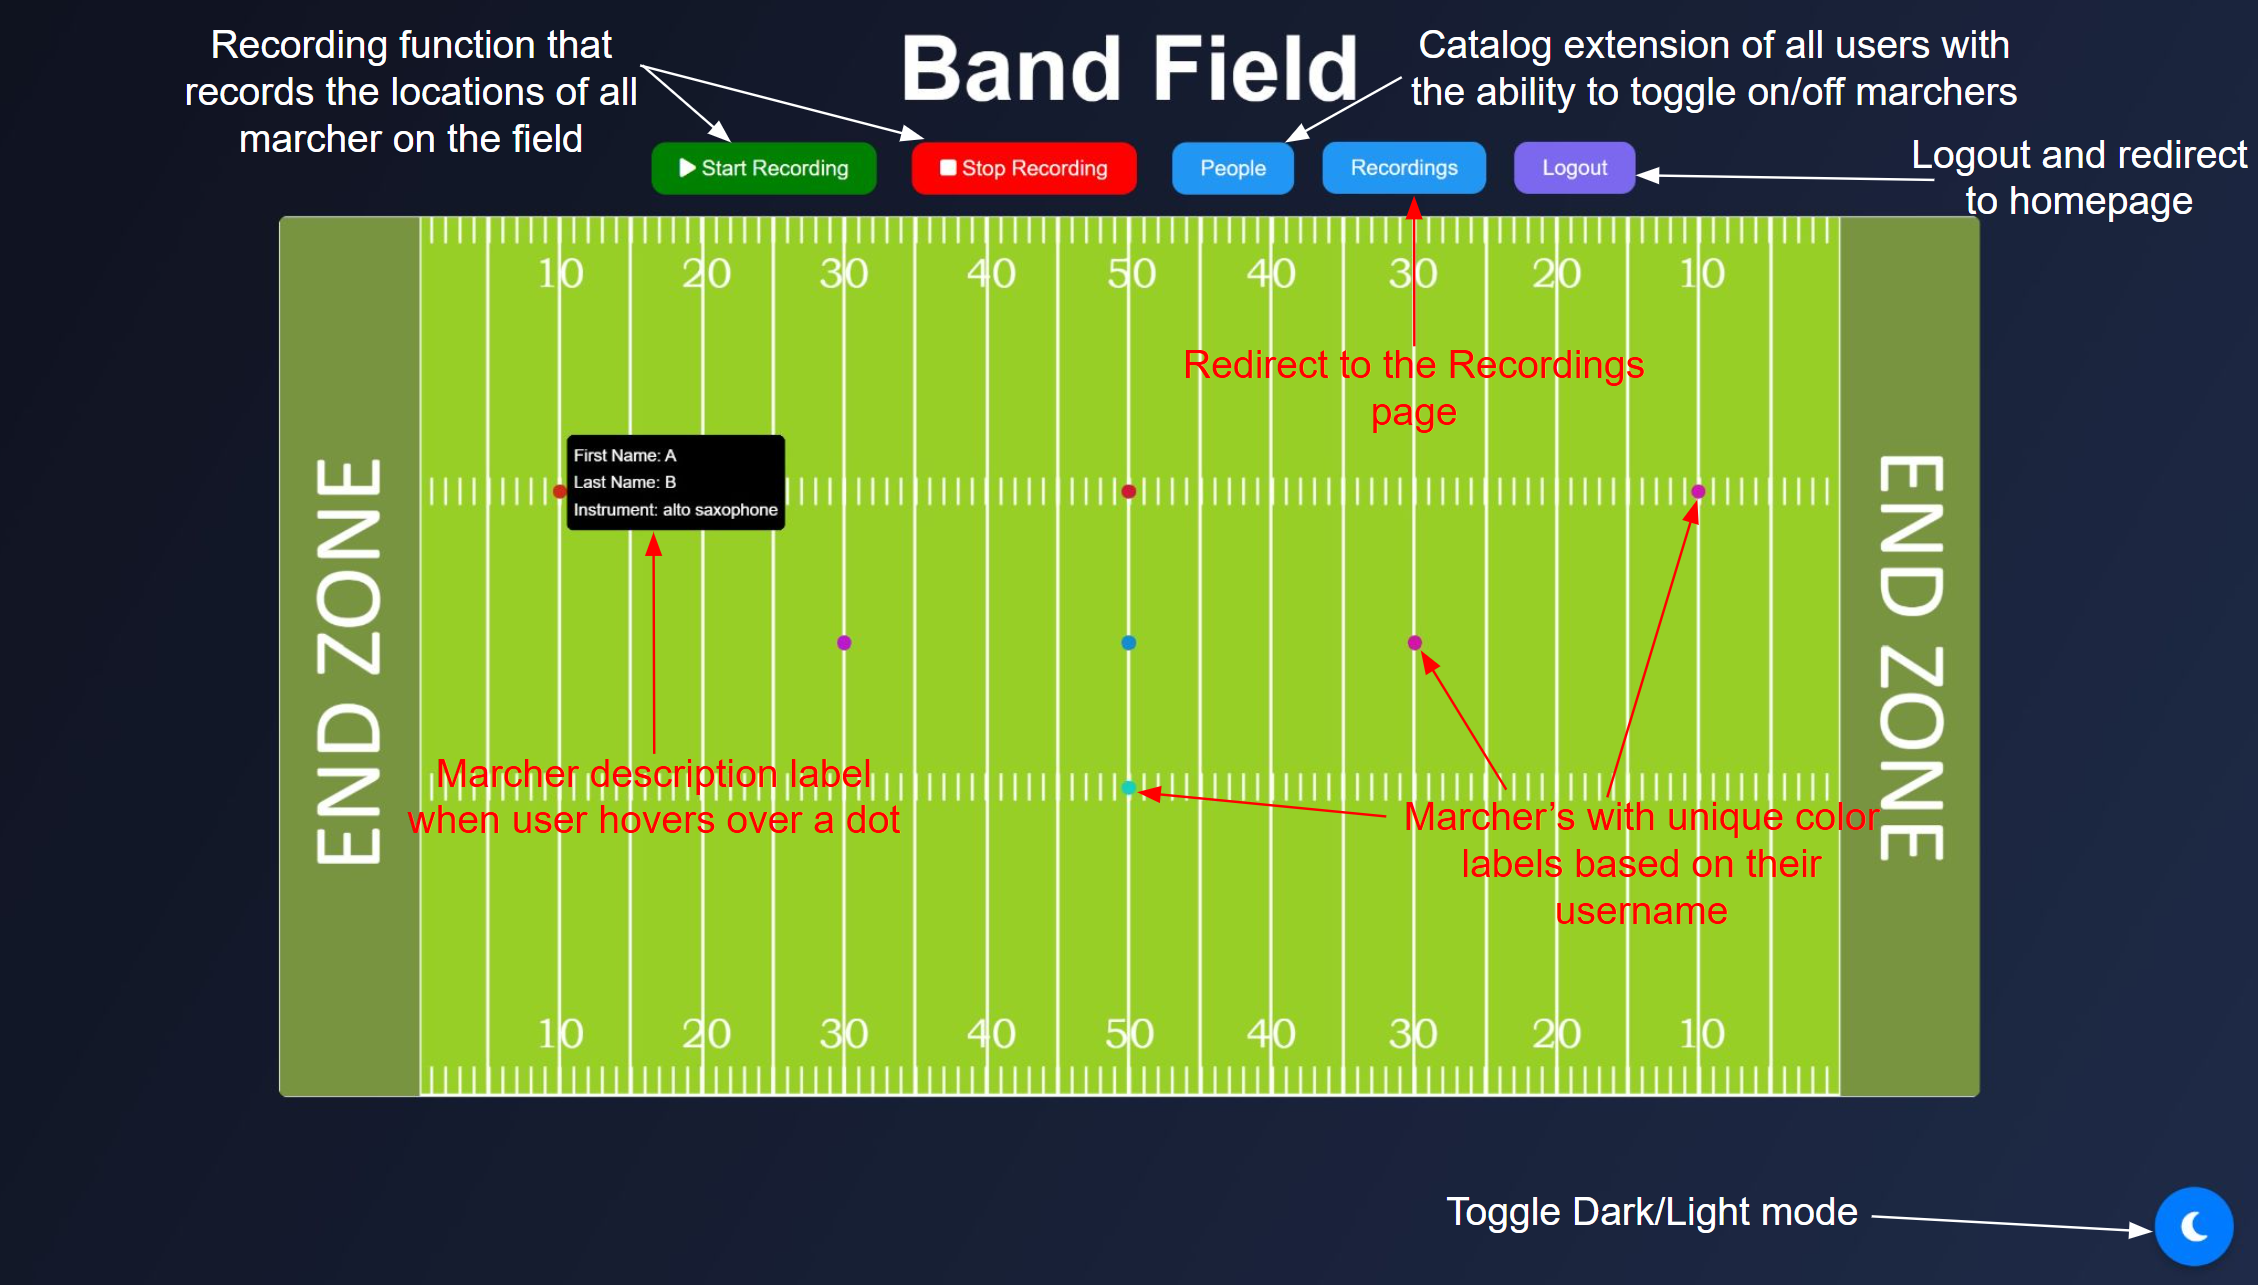 Recording function that
records the locations of all
marcher on the field
Band Field
Catalog extension of all users with
the ability to toggle on/off marchers
Logout and redirect
to homepage
Start Recording
Stop Recording
People
Recordings
Logout
10 20 30 40 50 40 30 20 10
Redirect to the Recordings
page
END ZONE
First Name: A
Last Name: B
Instrument: alto saxophone
END ZONE
Marcher description label
when user hovers over a dot
Marcher's with unique color
labels based on their
username
10 20 30 40 50 40 30 20 10
Toggle Dark/Light mode